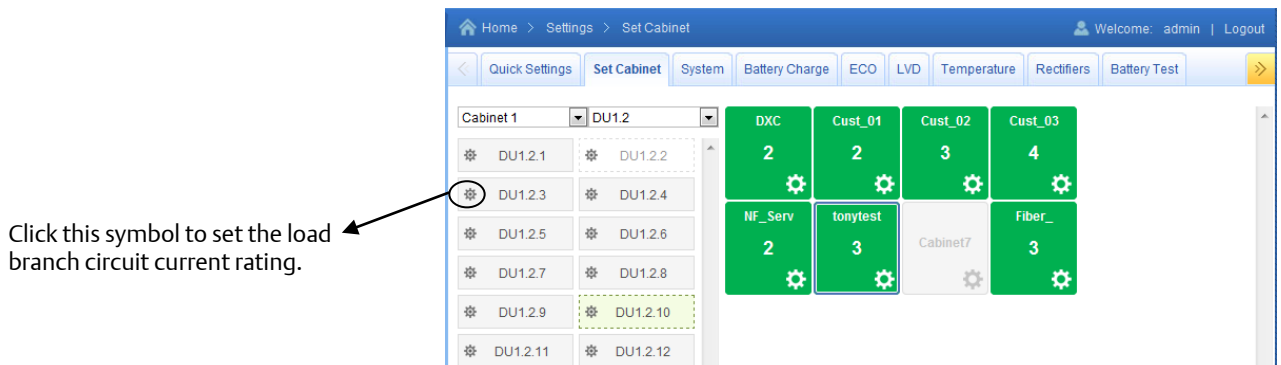 Home > Settings > Set Cabinet
Welcome: admin | Logout
Quick Settings Set Cabinet System Battery Charge ECO LVD Temperature Rectifiers Battery Test
Cabinet 1 DU1.2
DU1.2.1 DU1.2.2
DU1.2.3 DU1.2.4
DU1.2.5 DU1.2.6
DU1.2.7 DU1.2.8
DU1.2.9 DU1.2.10
DU1.2.11 DU1.2.12
DXC Cust_01 Cust_02 Cust_03
2 2 3 4
NF_Serv tonytest Cabinet7 Fiber_
2 3 3
Click this symbol to set the load
branch circuit current rating.